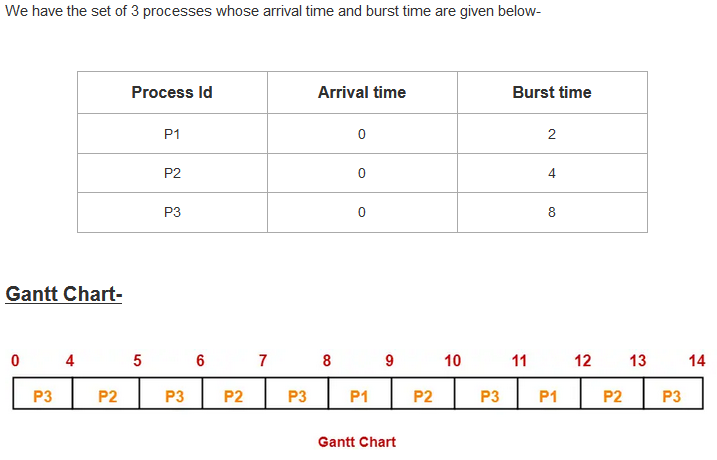 We have the set of 3 processes whose arrival time and burst time are given below-
Process Id Arrival time Burst time
P1 0 2
P2 0 4
P3 0 8
Gantt Chart-
0 4 5 6 7 8 9 10 11 12 13 14
P3 P2 P3 P2 P3 P1 P2 P3 P1 P2 P3
Gantt Chart